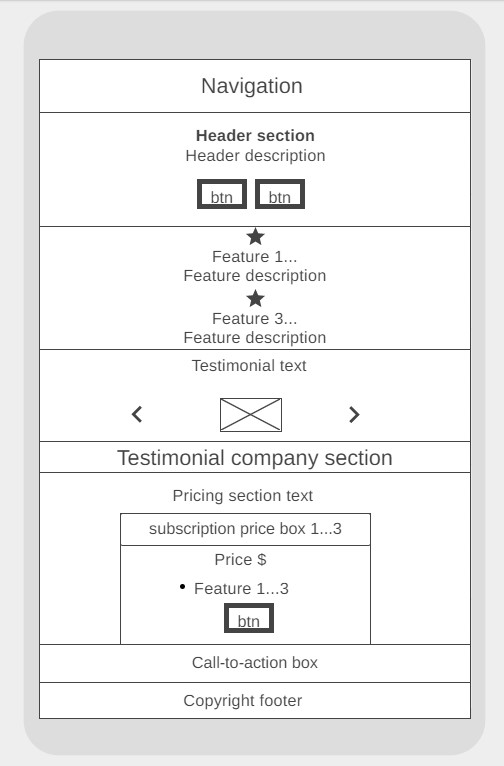 Navigation
Header section
Header description
btn btn
Feature 1...
Feature description
Feature 3...
Feature description
Testimonial text
Testimonial company section
Pricing section text
subscription price box 1...3
Price $
• Feature 1...3
btn
Call-to-action box
Copyright footer